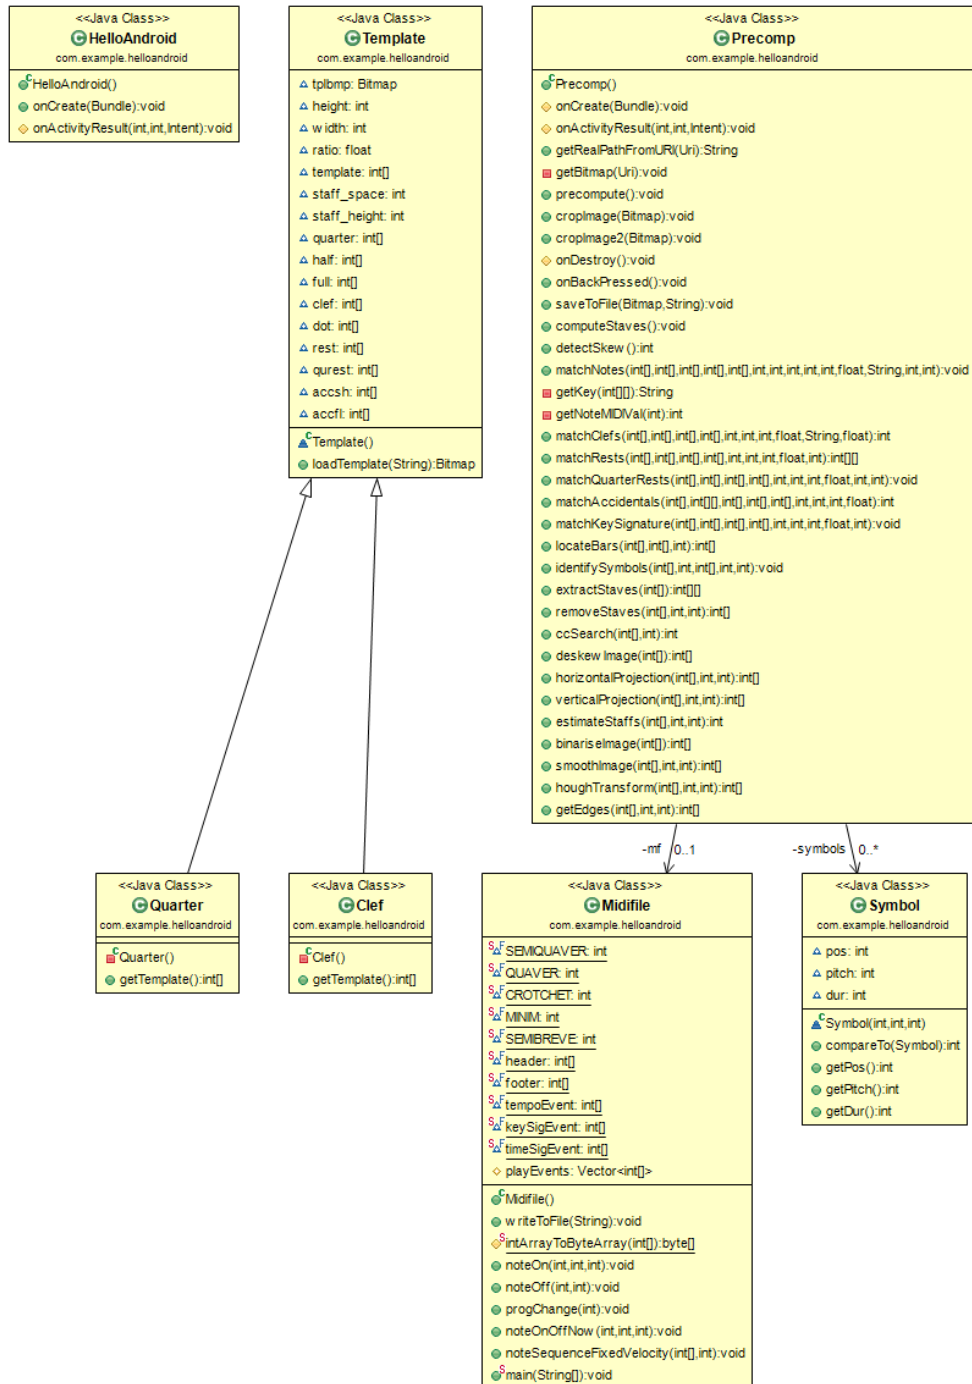 <<Java Class>>
HelloAndroid
com.example.helloandroid
HelloAndroid()
onCreate(Bundle):void
onActivityResult(int,int,Intent):void
<<Java Class>>
Template
com.example.helloandroid
tplbmp: Bitmap
height: int
width: int
ratio: float
template: int[]
staff_space: int
staff_height: int
quarter: int[]
half: int[]
full: int[]
clef: int[]
dot: int[]
rest: int[]
qurest: int[]
accsh: int[]
accfl: int[]
Template()
loadTemplate(String):Bitmap
<<Java Class>>
Precomp
com.example.helloandroid
Precomp()
onCreate(Bundle):void
onActivityResult(int,int,Intent):void
getRealPathFromURI(Uri):String
getBitmap(Uri):void
precompute():void
cropImage(Bitmap):void
cropImage2(Bitmap):void
onDestroy():void
onBackPressed():void
saveToFile(Bitmap,String):void
computeStaves():void
detectSkew():int
matchNotes(int[],int[],int[],int[],int[],int,int,int,int,int,float,String,int,int):void
getKey(int[][]):String
getNoteMIDIVal(int):int
matchClefs(int[],int[],int[],int[],int,int,int,float,String,float):int
matchRests(int[],int[],int[],int[],int,int,int,float,int):int[][]
matchQuarterRests(int[],int[],int[],int[],int,int,int,float,int,int):void
matchAccidentals(int[],int[][],int[],int[],int[],int,int,int,float):int
matchKeySignature(int[],int[],int[],int[],int,int,int,float,int):void
locateBars(int[],int[],int):int[]
identifySymbols(int[],int,int[],int,int):void
extractStaves(int[]):int[][]
removeStaves(int[],int,int):int[]
ccSearch(int[],int):int
deskewImage(int[]):int[]
horizontalProjection(int[],int,int):int[]
verticalProjection(int[],int,int):int[]
estimateStaffs(int[],int,int):int
binariseImage(int[]):int[]
smoothImage(int[],int,int):int[]
houghTransform(int[],int,int):int[]
getEdges(int[],int,int):int[]
-mf 0..1
-symbols 0..*
<<Java Class>>
Quarter
com.example.helloandroid
Quarter()
getTemplate():int[]
<<Java Class>>
Clef
com.example.helloandroid
Clef()
getTemplate():int[]
<<Java Class>>
Midifile
com.example.helloandroid
SEMIQUAVER: int
QUAVER: int
CROTCHET: int
MINIM: int
SEMIBREVE: int
header: int[]
footer: int[]
tempoEvent: int[]
keySigEvent: int[]
timeSigEvent: int[]
playEvents: Vector<int[]>
Midifile()
writeToFile(String):void
intArrayToByteArray(int[]):byte[]
noteOn(int,int,int):void
noteOff(int,int):void
progChange(int):void
noteOnOffNow(int,int,int):void
noteSequenceFixedVelocity(int[],int):void
main(String[]):void
<<Java Class>>
Symbol
com.example.helloandroid
pos: int
pitch: int
dur: int
Symbol(int,int,int)
compareTo(Symbol):int
getPos():int
getPitch():int
getDur():int